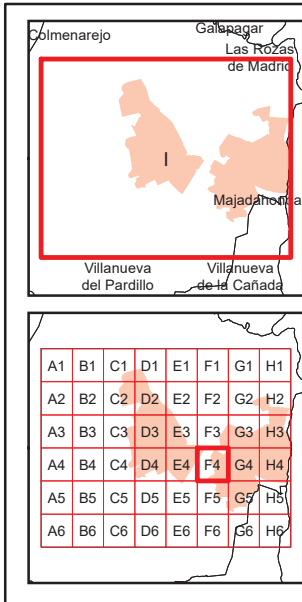 Colmenarejo
Galapagar
Las Rozas
de Madrid
I
Majadahonda
Villanueva
del Pardillo
Villanueva
de la Cañada
A1 B1 C1 D1 E1 F1 G1 H1
A2 B2 C2 D2 E2 F2 G2 H2
A3 B3 C3 D3 E3 F3 G3 H3
A4 B4 C4 D4 E4 F4 G4 H4
A5 B5 C5 D5 E5 F5 G5 H5
A6 B6 C6 D6 E6 F6 G6 H6